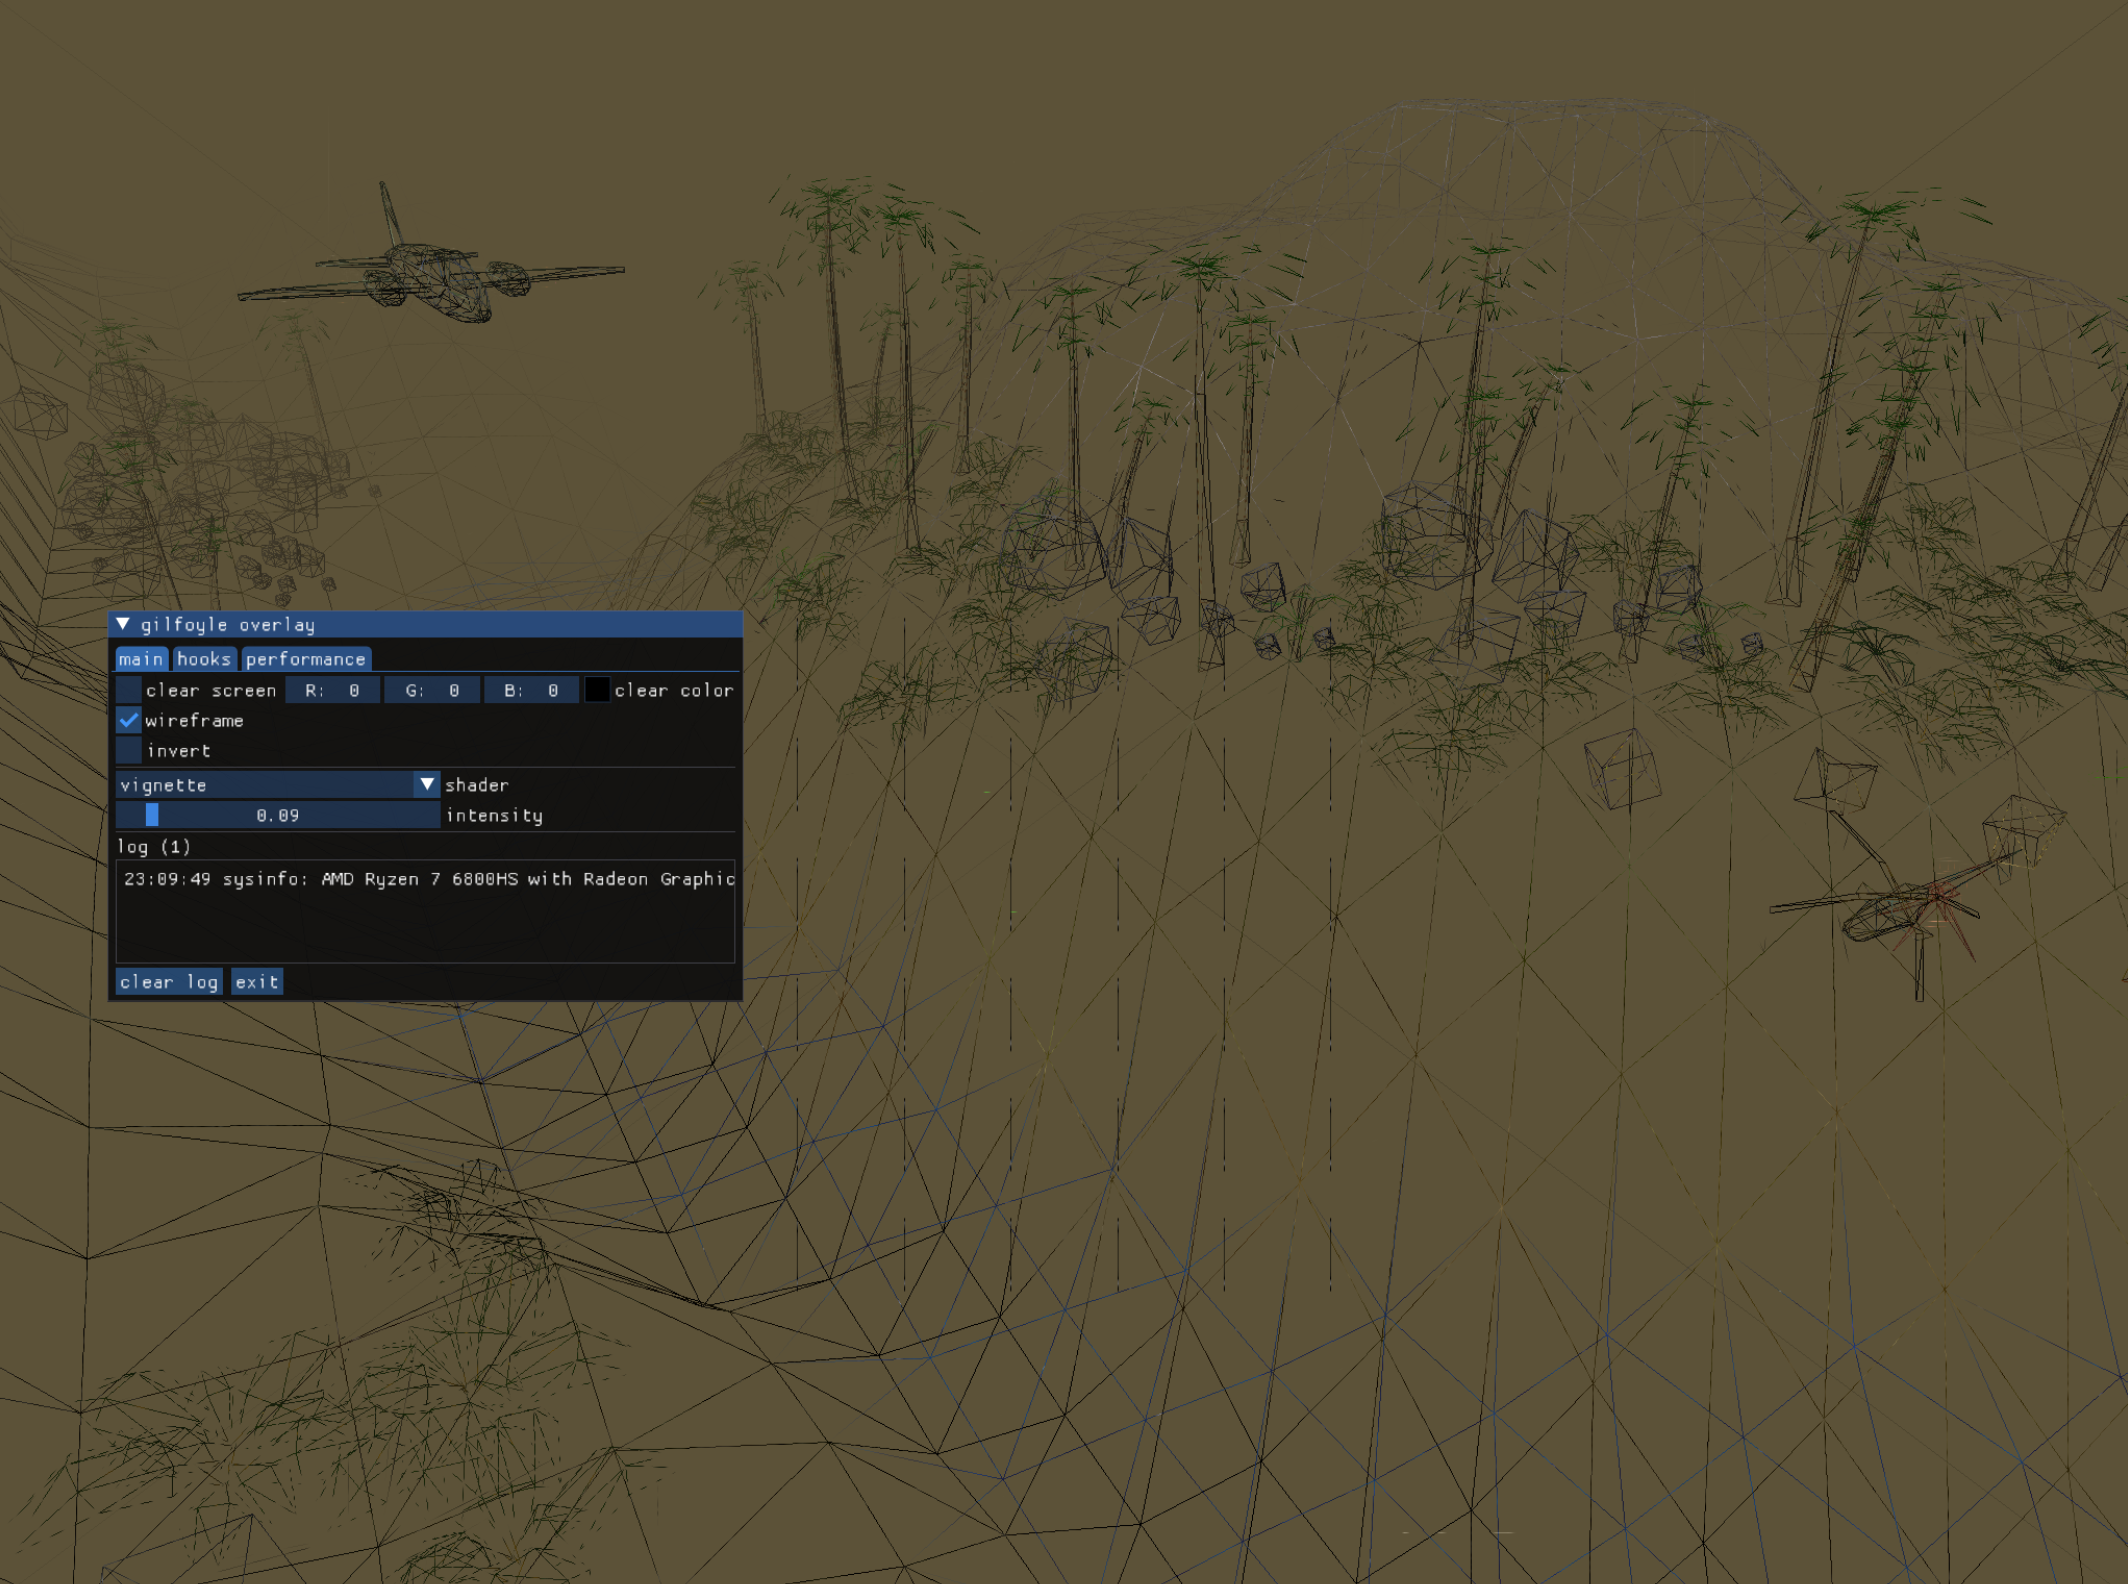 gilfoyle overlay
main hooks performance
clear screen R: 0 G: 0 B: 0 clear color
wireframe
invert
vignette shader
0.09 intensity
log (1)
23:09:49 sysinfo: AMD Ryzen 7 6800HS with Radeon Graphic
clear log exit